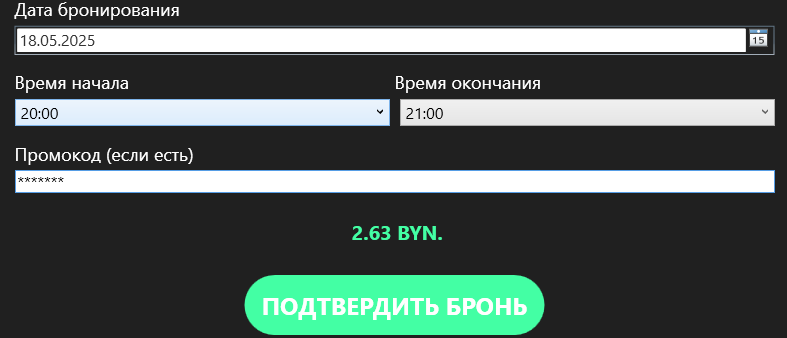 Дата бронирования
18.05.2025
15
Время начала Время окончания
20:00 21:00
Промокод (если есть)
*******
2.63 BYN.
ПОДТВЕРДИТЬ БРОНЬ